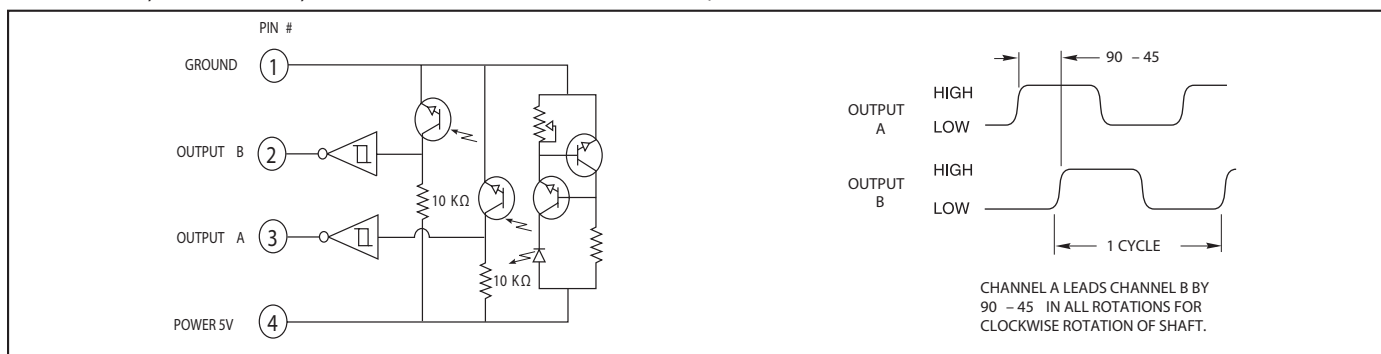 PIN #
GROUND 1
OUTPUT B 2
10 KΩ
OUTPUT A 3
10 KΩ
POWER 5V 4
90 – 45
HIGH
OUTPUT
A
LOW
HIGH
OUTPUT
B
LOW
1 CYCLE
CHANNEL A LEADS CHANNEL B BY
90 – 45 IN ALL ROTATIONS FOR
CLOCKWISE ROTATION OF SHAFT.